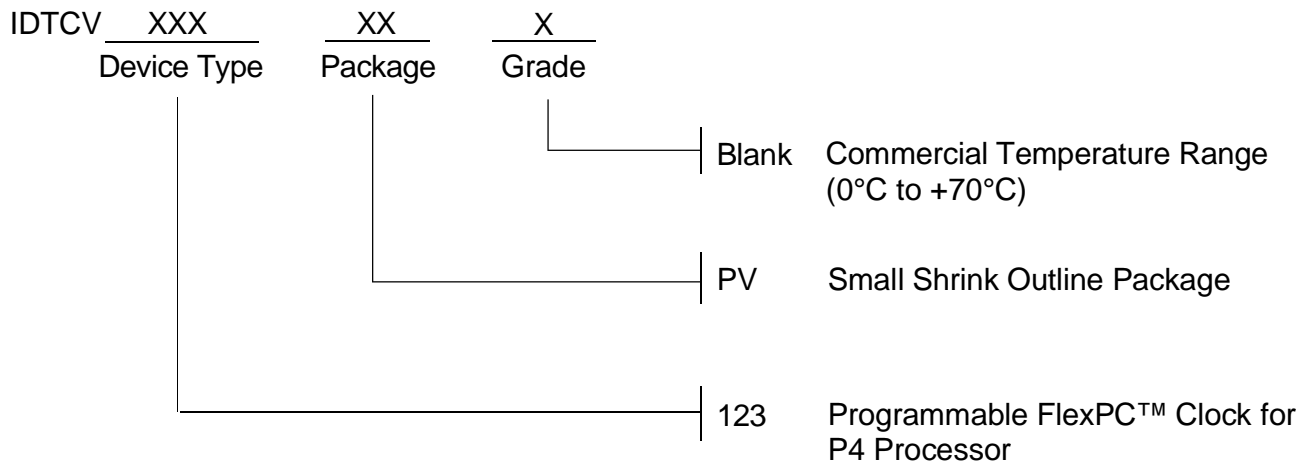 IDTCV XXX XX X
Device Type Package Grade
Blank Commercial Temperature Range
(0°C to +70°C)
PV Small Shrink Outline Package
123 Programmable FlexPC™ Clock for
P4 Processor